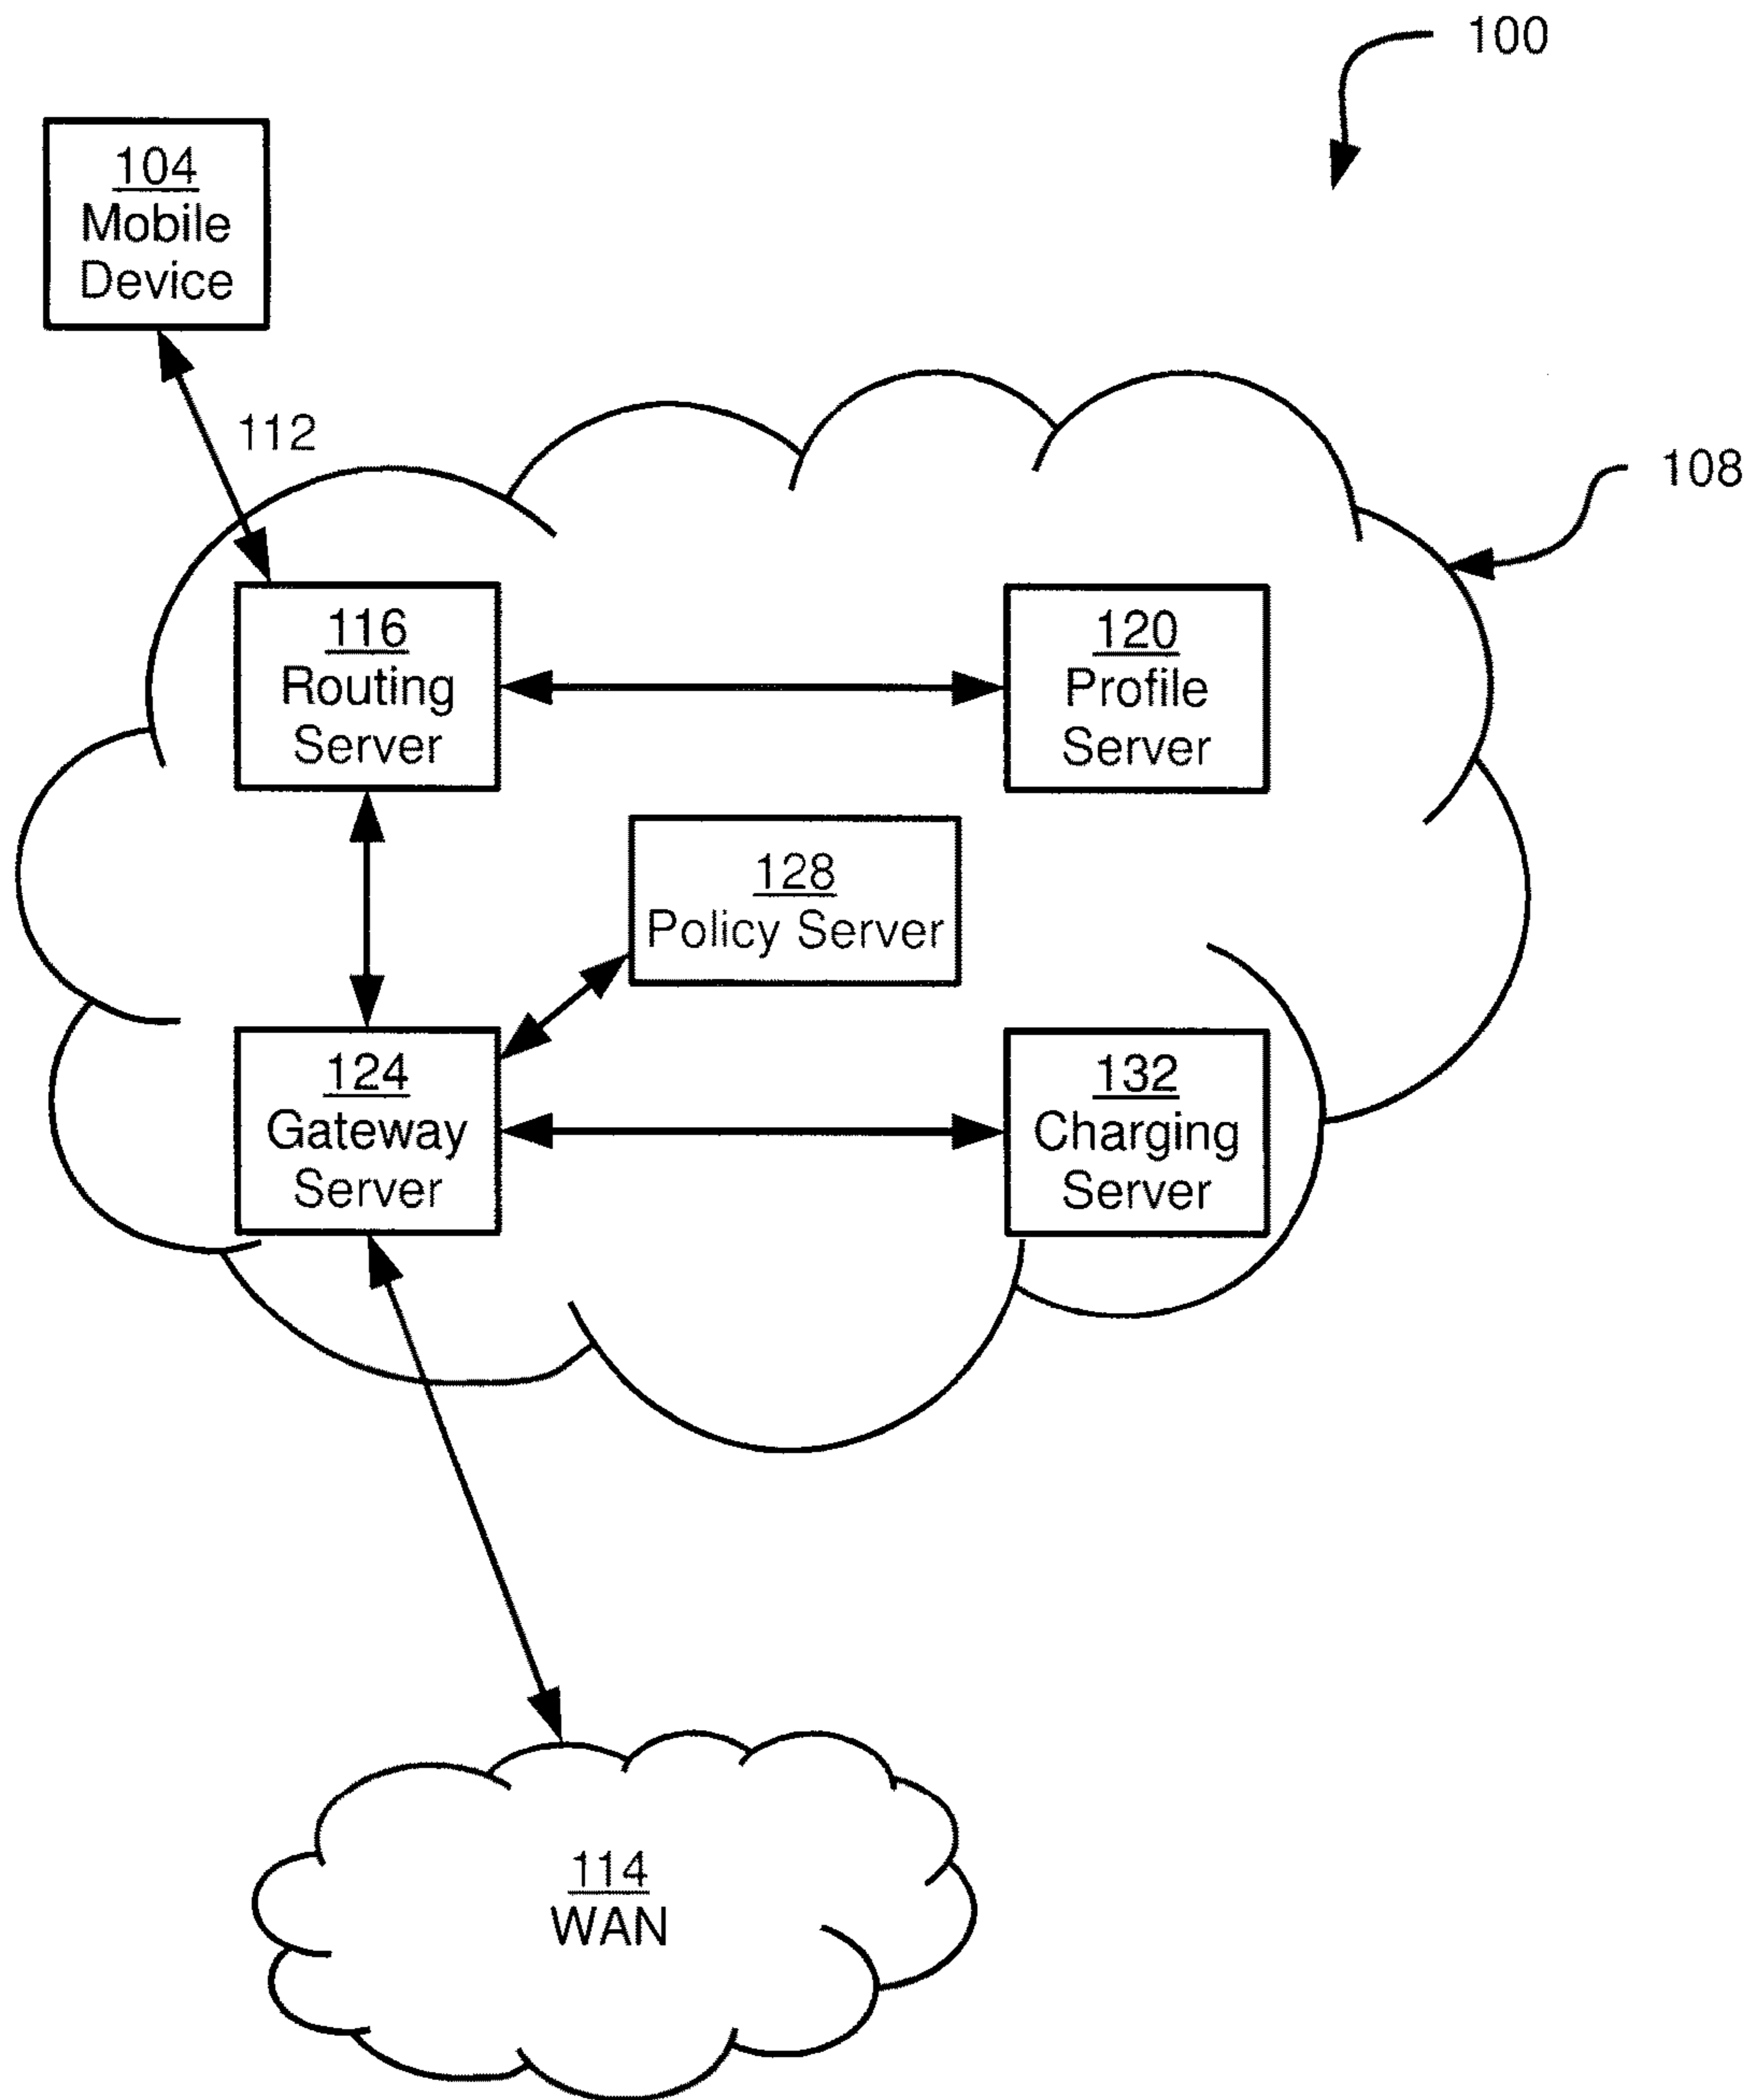 100
104
Mobile
Device
112
108
116
Routing
Server
120
Profile
Server
128
Policy Server
124
Gateway
Server
132
Charging
Server
114
WAN